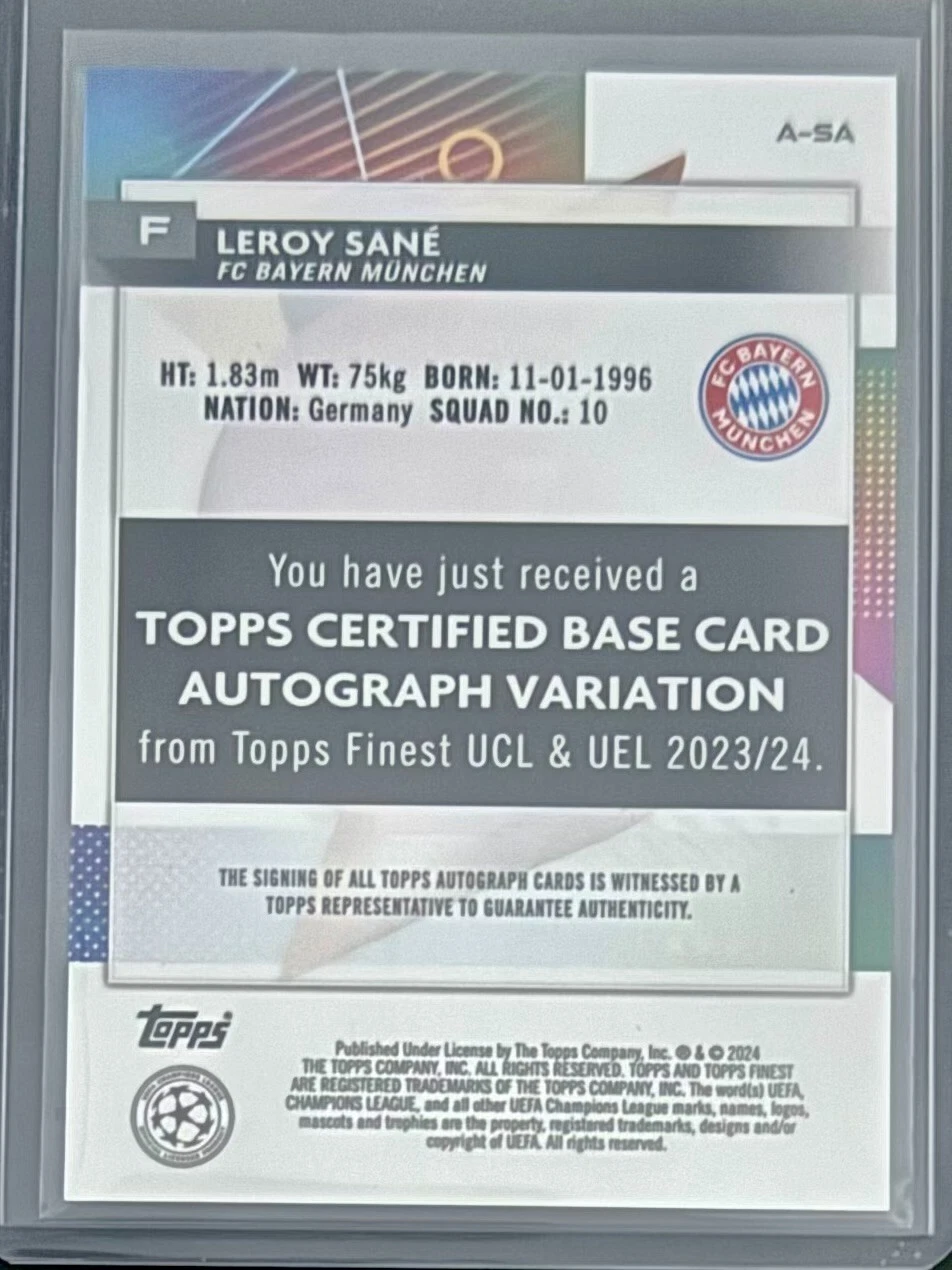 A-SA
F
LEROY SANÉ
FC BAYERN MÜNCHEN
HT: 1.83m WT: 75kg BORN: 11-01-1996
NATION: Germany SQUAD NO.: 10
FC BAYERN
MÜNCHEN
You have just received a
TOPPS CERTIFIED BASE CARD
AUTOGRAPH VARIATION
from Topps Finest UCL & UEL 2023/24.
THE SIGNING OF ALL TOPPS AUTOGRAPH CARDS IS WITNESSED BY A
TOPPS REPRESENTATIVE TO GUARANTEE AUTHENTICITY.
Topps
Published Under License by The Topps Company, Inc. ® & © 2024
THE TOPPS COMPANY, INC. ALL RIGHTS RESERVED. TOPPS AND TOPPS FINEST
ARE REGISTERED TRADEMARKS OF THE TOPPS COMPANY, INC. The word(s) UEFA,
CHAMPIONS LEAGUE, and all other UEFA Champions League marks, names, logos,
mascots and trophies are the property, registered trademarks, designs and/or
copyright of UEFA. All rights reserved.